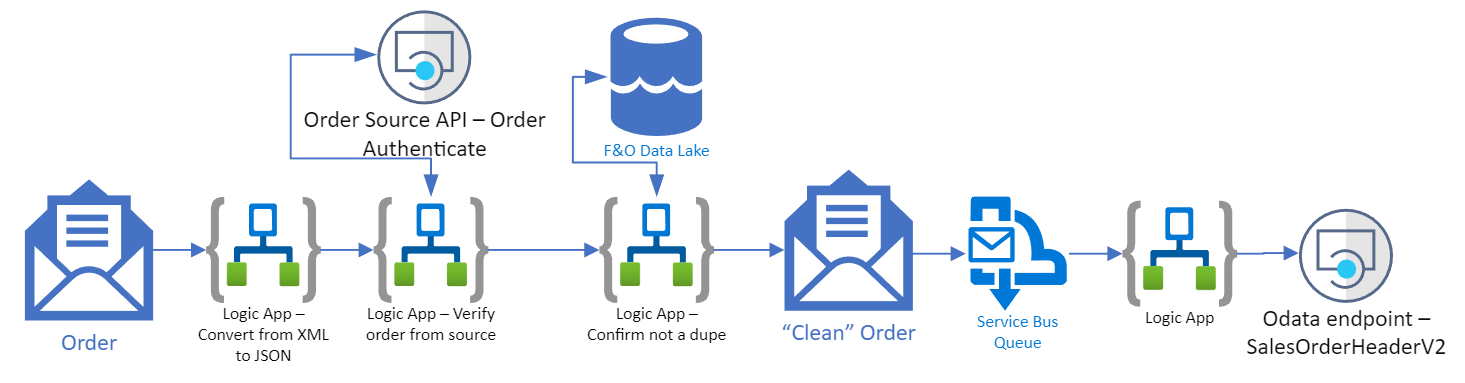 Order Source API – Order
Authenticate
F&O Data Lake
Order
Logic App –
Convert from XML
to JSON
Logic App – Verify
order from source
Logic App –
Confirm not a dupe
“Clean” Order
Service Bus
Queue
Logic App
Odata endpoint –
SalesOrderHeaderV2